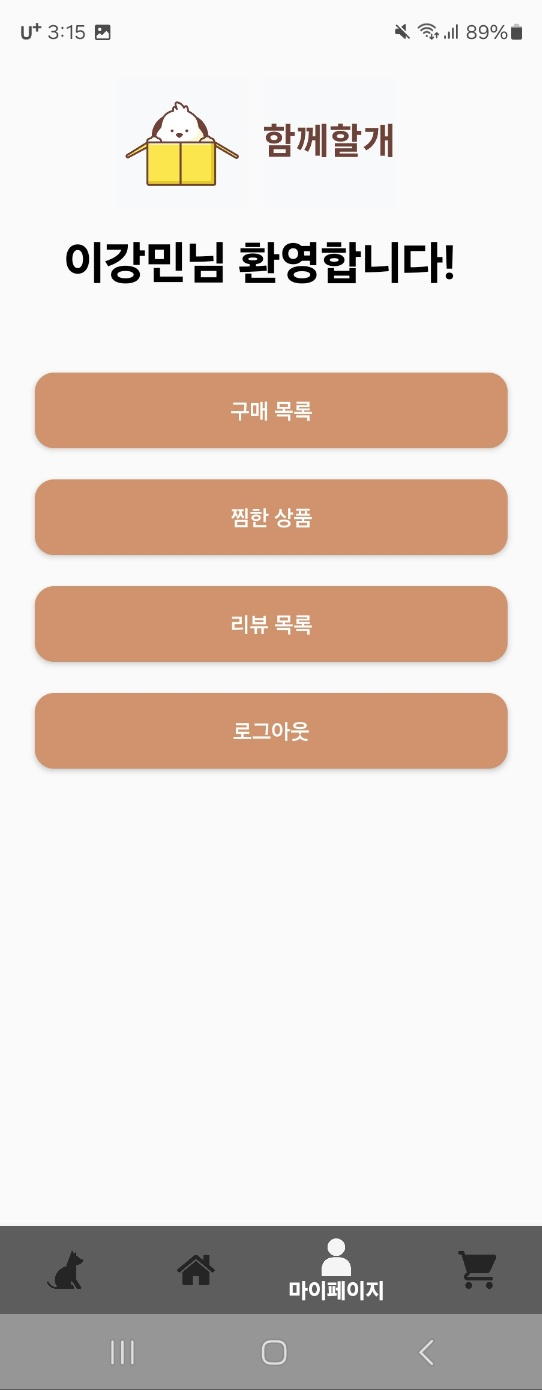 U+ 3:15 89%
함께할개
이강민님 환영합니다!
구매 목록
찜한 상품
리뷰 목록
로그아웃
마이페이지